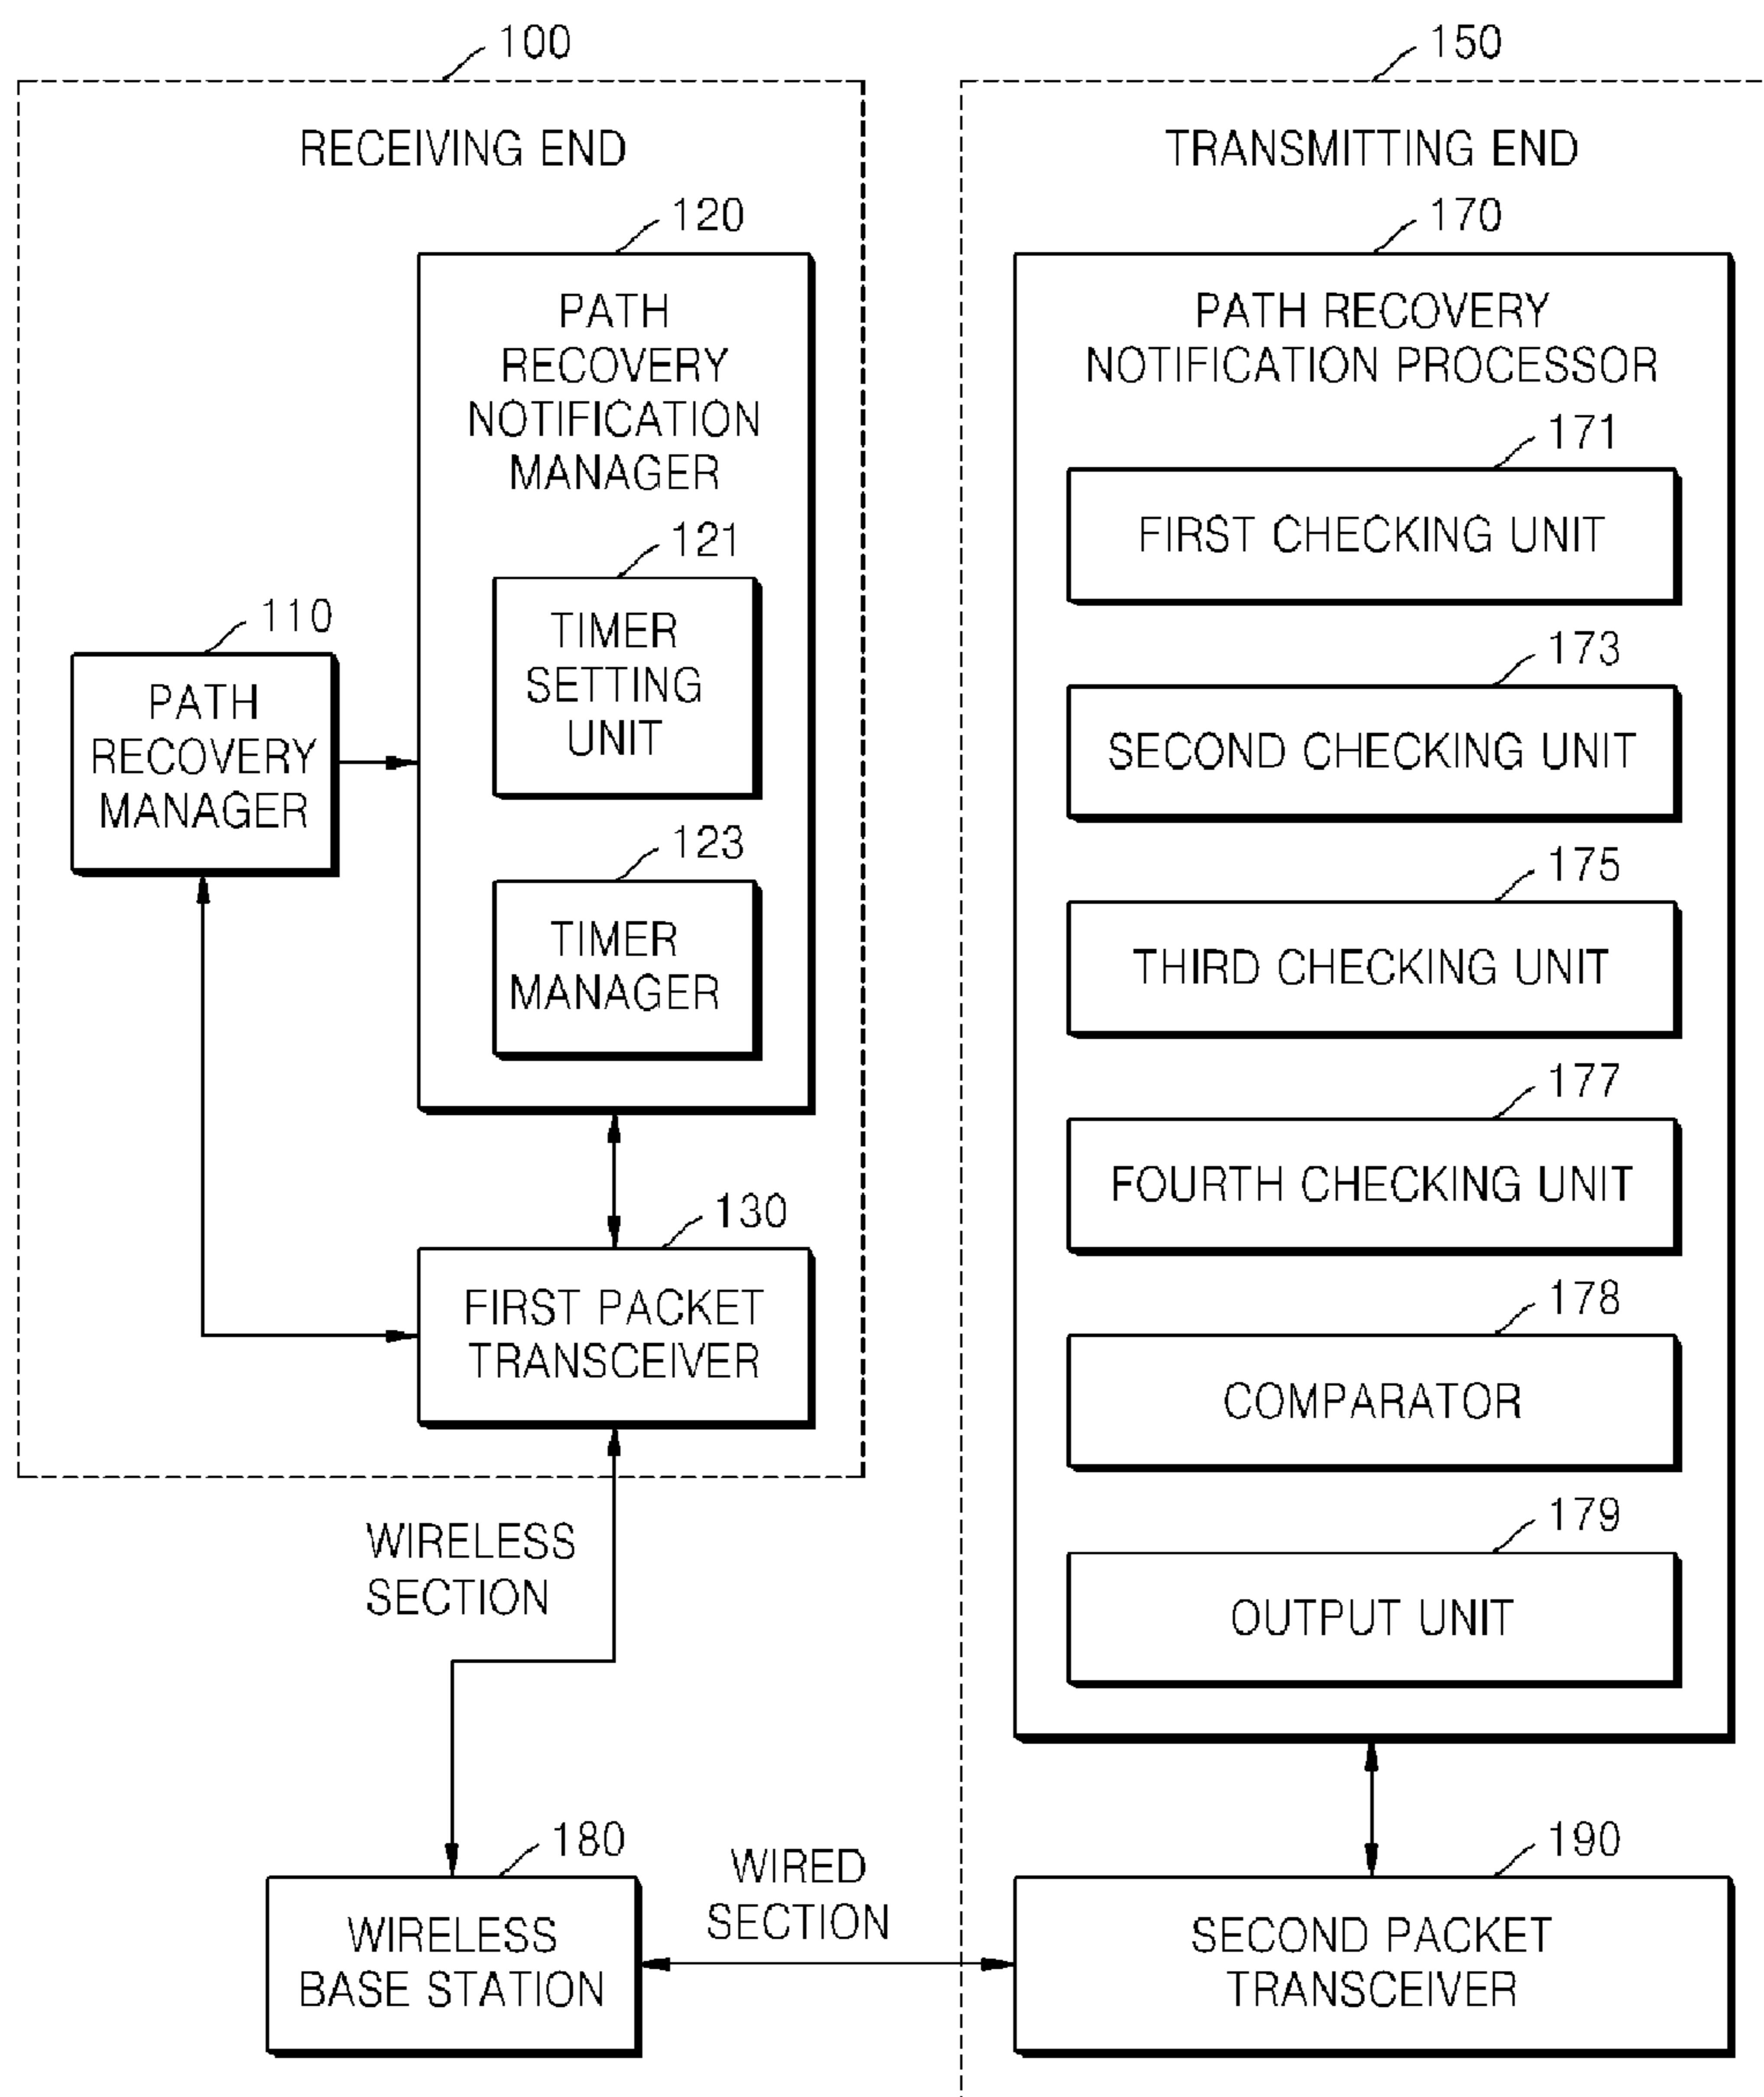 100
RECEIVING END
120
PATH
RECOVERY
NOTIFICATION
MANAGER
121
TIMER
SETTING
UNIT
110
PATH
RECOVERY
MANAGER
123
TIMER
MANAGER
130
FIRST PACKET
TRANSCEIVER
WIRELESS
SECTION
180
WIRELESS
BASE STATION
WIRED
SECTION
150
TRANSMITTING END
170
PATH RECOVERY
NOTIFICATION PROCESSOR
171
FIRST CHECKING UNIT
173
SECOND CHECKING UNIT
175
THIRD CHECKING UNIT
177
FOURTH CHECKING UNIT
178
COMPARATOR
179
OUTPUT UNIT
190
SECOND PACKET
TRANSCEIVER